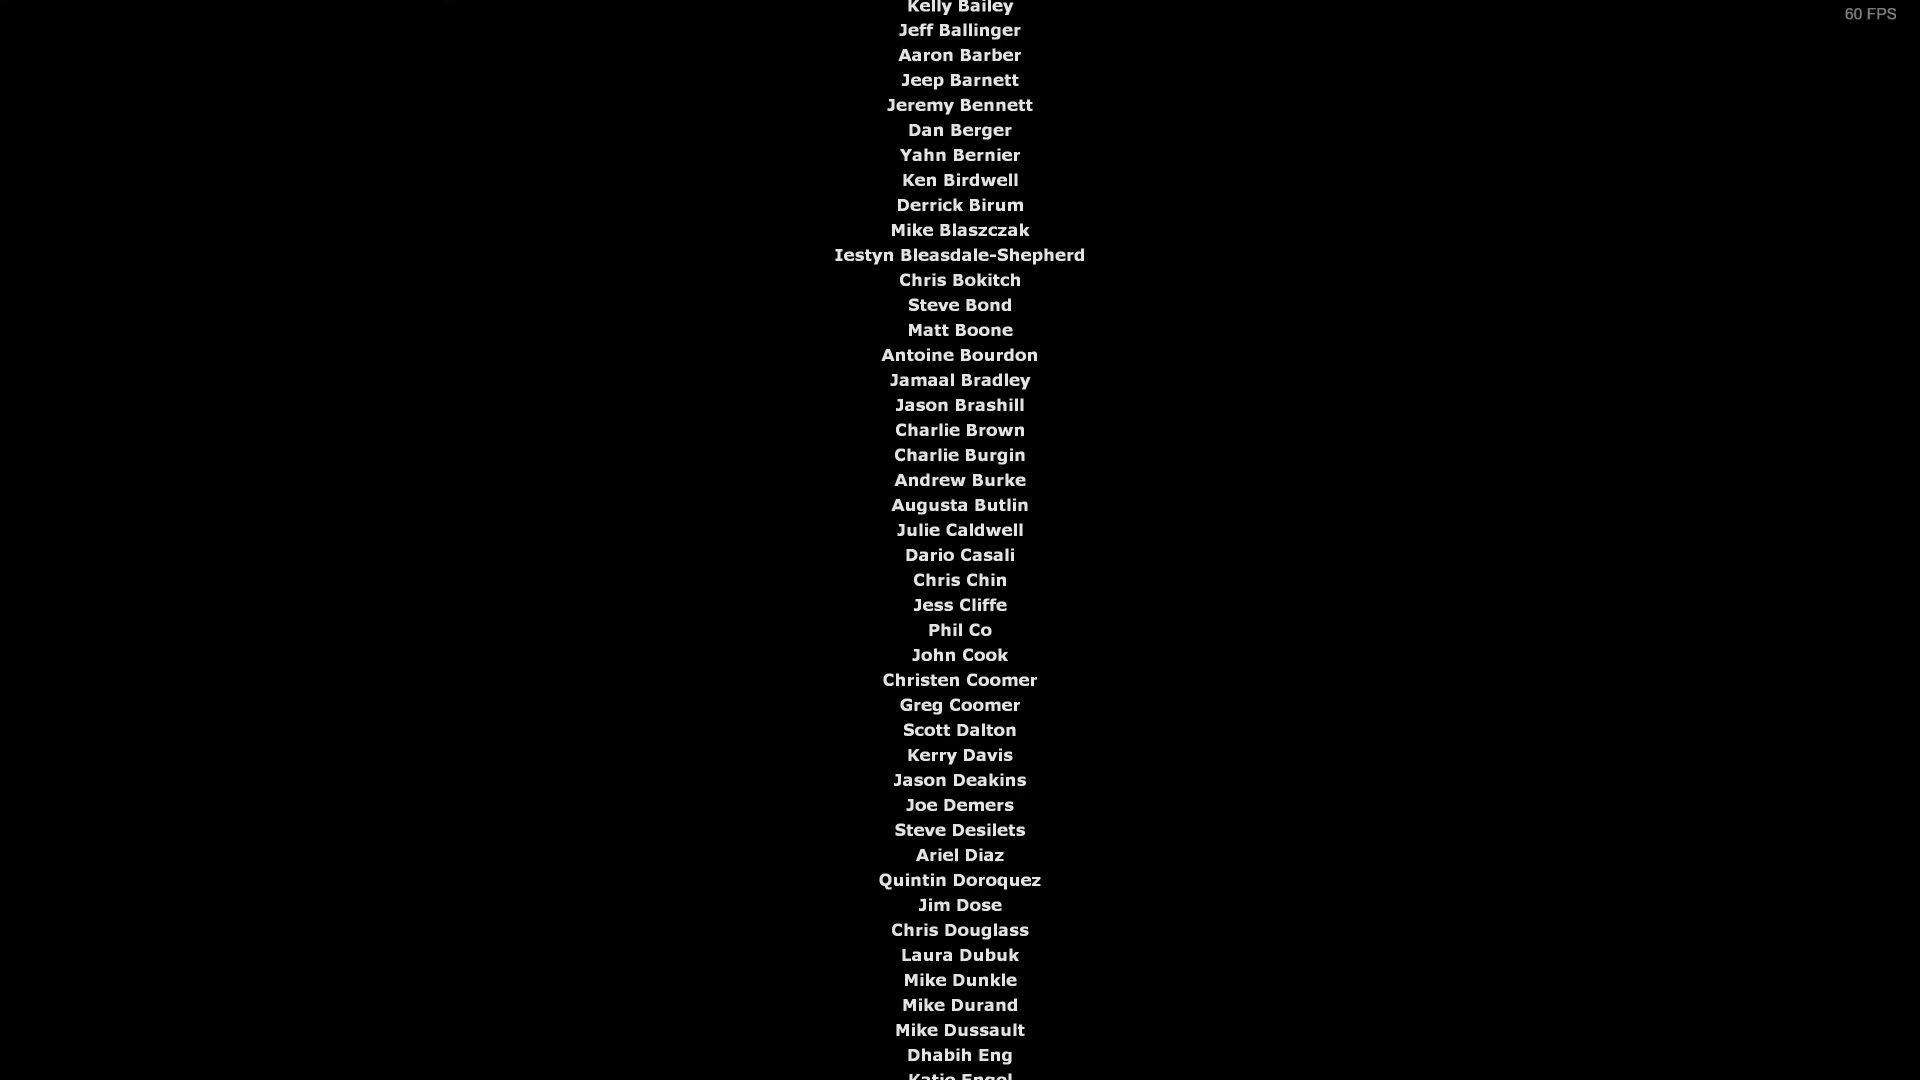 Kelly Bailey
60 FPS
Jeff Ballinger
Aaron Barber
Jeep Barnett
Jeremy Bennett
Dan Berger
Yahn Bernier
Ken Birdwell
Derrick Birum
Mike Blaszczak
Iestyn Bleasdale-Shepherd
Chris Bokitch
Steve Bond
Matt Boone
Antoine Bourdon
Jamaal Bradley
Jason Brashill
Charlie Brown
Charlie Burgin
Andrew Burke
Augusta Butlin
Julie Caldwell
Dario Casali
Chris Chin
Jess Cliffe
Phil Co
John Cook
Christen Coomer
Greg Coomer
Scott Dalton
Kerry Davis
Jason Deakins
Joe Demers
Steve Desilets
Ariel Diaz
Quintin Doroquez
Jim Dose
Chris Douglass
Laura Dubuk
Mike Dunkle
Mike Durand
Mike Dussault
Dhabih Eng
Katie Engel